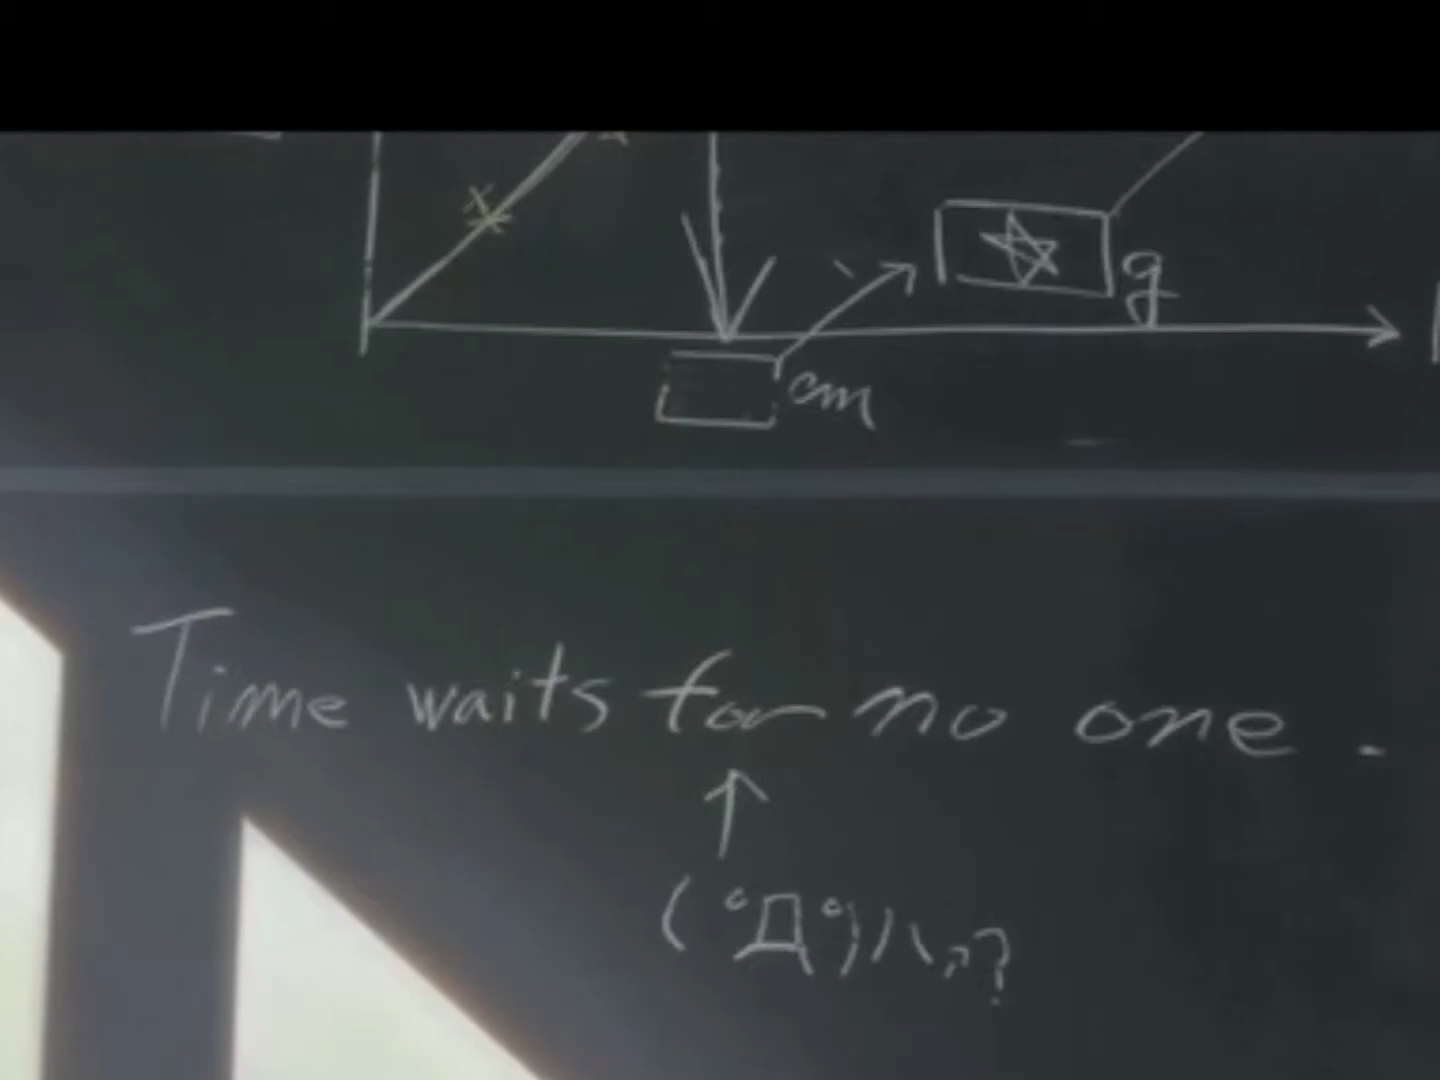 x
g
cm
Time waits for no one.
↑
(゚Д゚)ハァ?